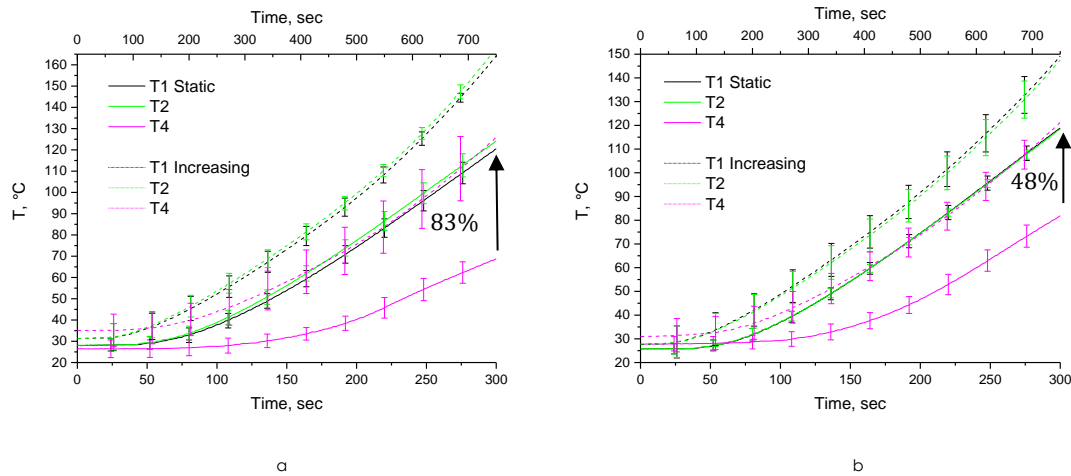 Time, sec
0 100 200 300 400 500 600 700
160
150
140
130
120
110
100
90
80
70
60
50
40
30
20
T, °C
T1 Static
T2
T4
T1 Increasing
T2
T4
83%
0 50 100 150 200 250 300
Time, sec
a
Time, sec
0 100 200 300 400 500 600 700
150
140
130
120
110
100
90
80
70
60
50
40
30
20
T, °C
T1 Static
T2
T4
T1 Increasing
T2
T4
48%
0 50 100 150 200 250 300
Time, sec
b